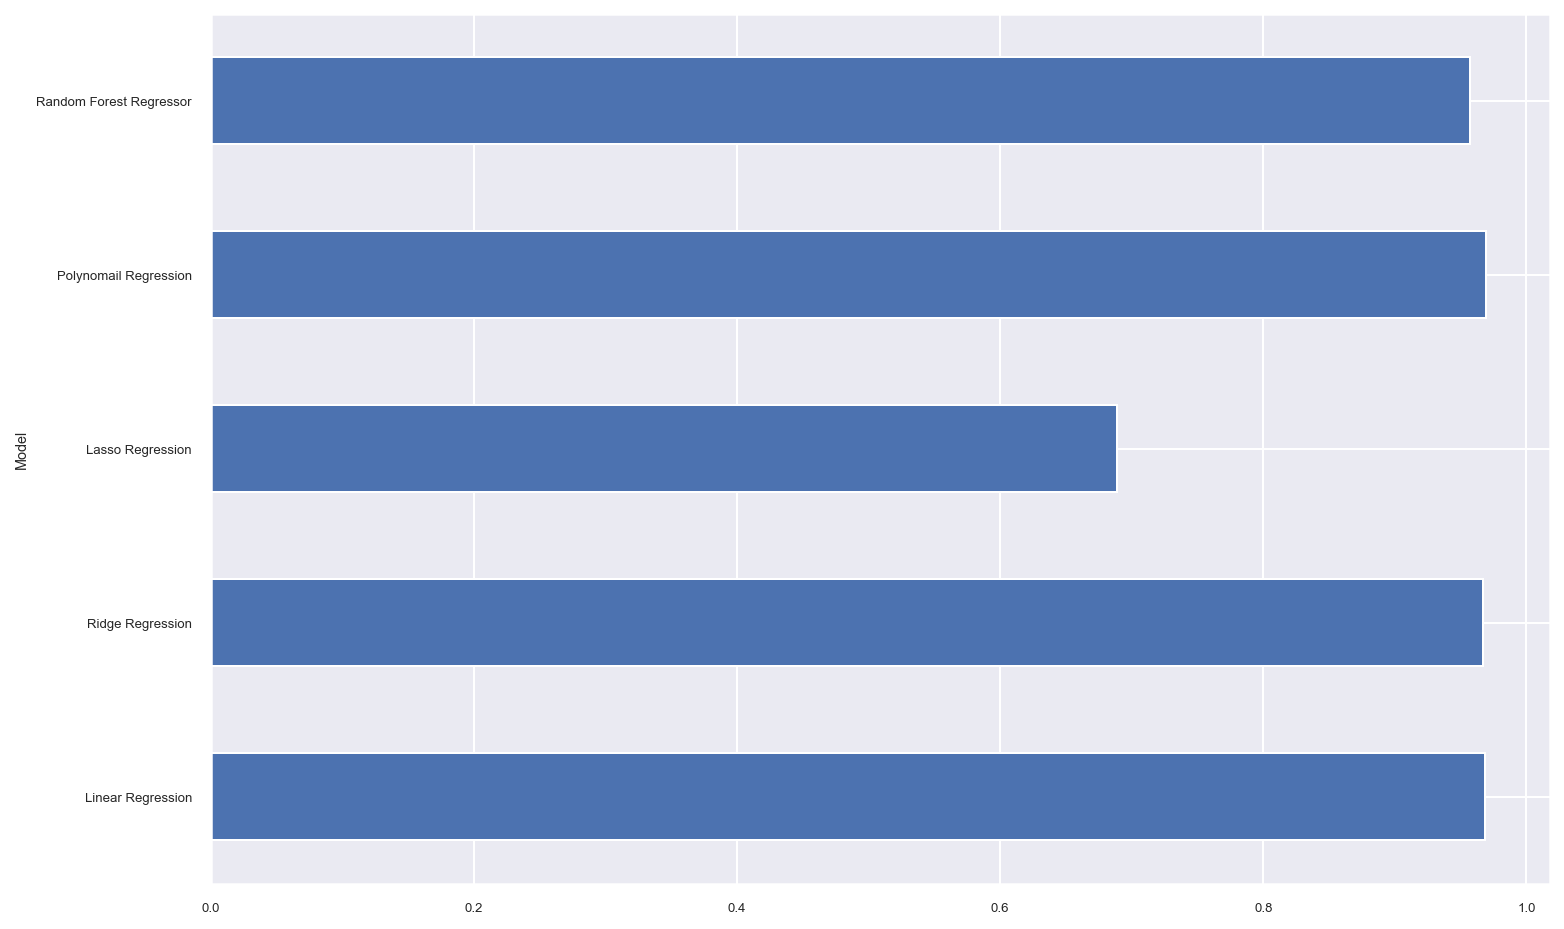 Random Forest Regressor
Polynomail Regression
Lasso Regression
Ridge Regression
Linear Regression
Model
0.0 0.2 0.4 0.6 0.8 1.0